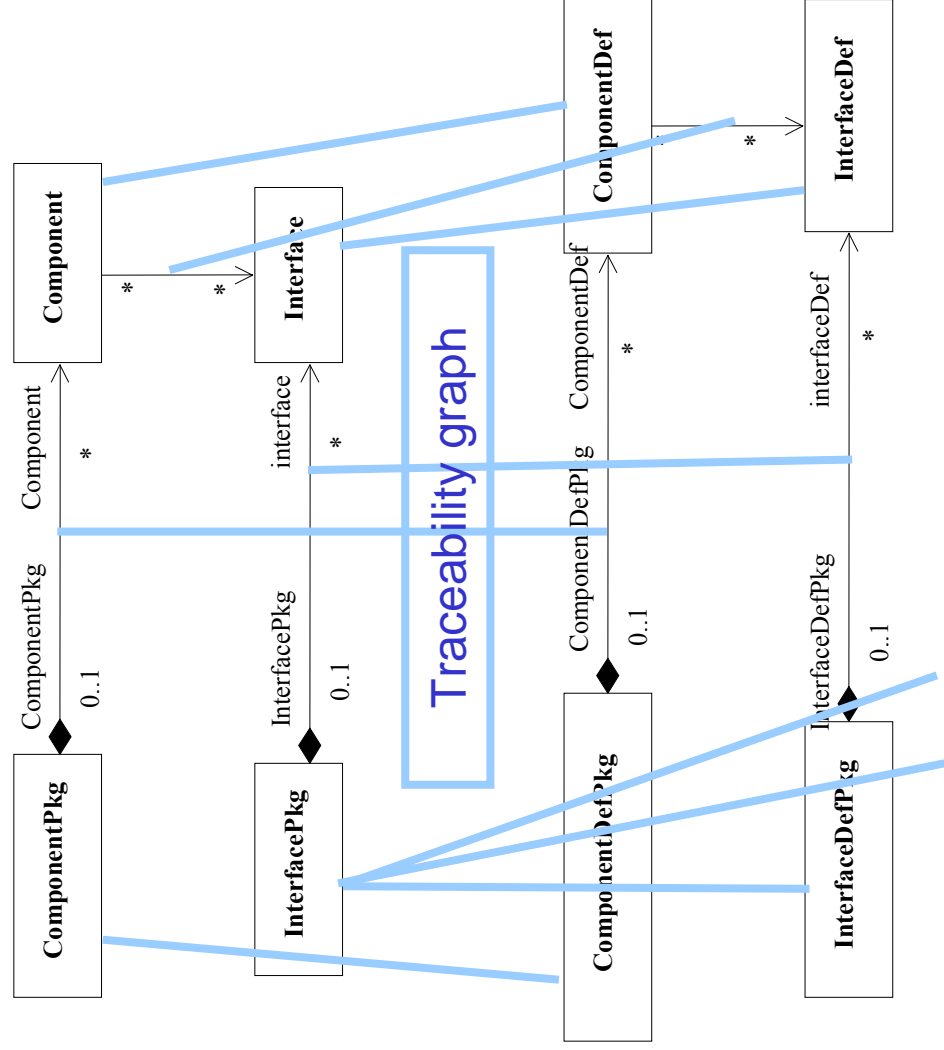 ComponentPkg
ComponentPkg
0..1
Component
*
Component
*
*
InterfacePkg
InterfacePkg
0..1
interface
*
Interface
Traceability graph
ComponentDefPkg
ComponentDefPkg
0..1
ComponentDef
*
ComponentDef
*
*
InterfaceDefPkg
InterfaceDefPkg
0..1
interfaceDef
*
InterfaceDef